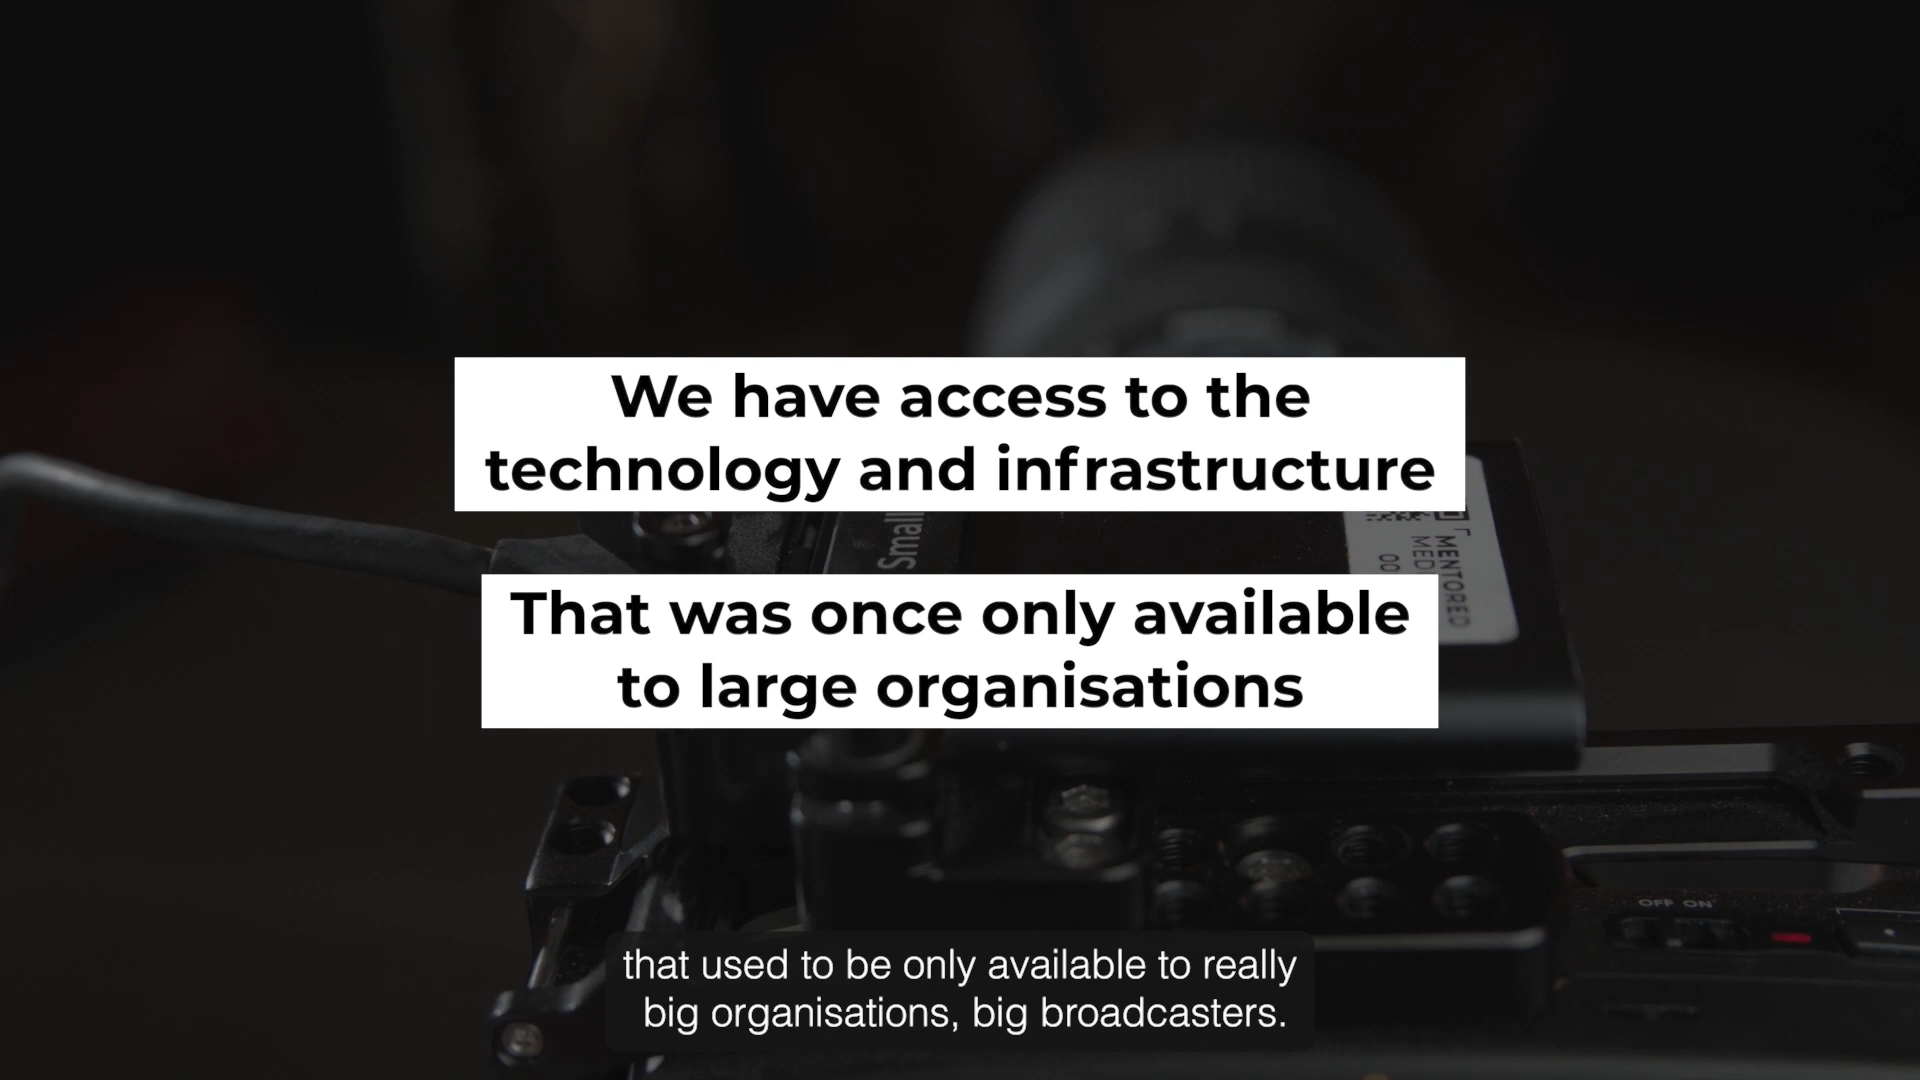 We have access to the
technology and infrastructure
Small
MENTORED
MED
00
That was once only available
to large organisations
OFF ON
that used to be only available to really
big organisations, big broadcasters.